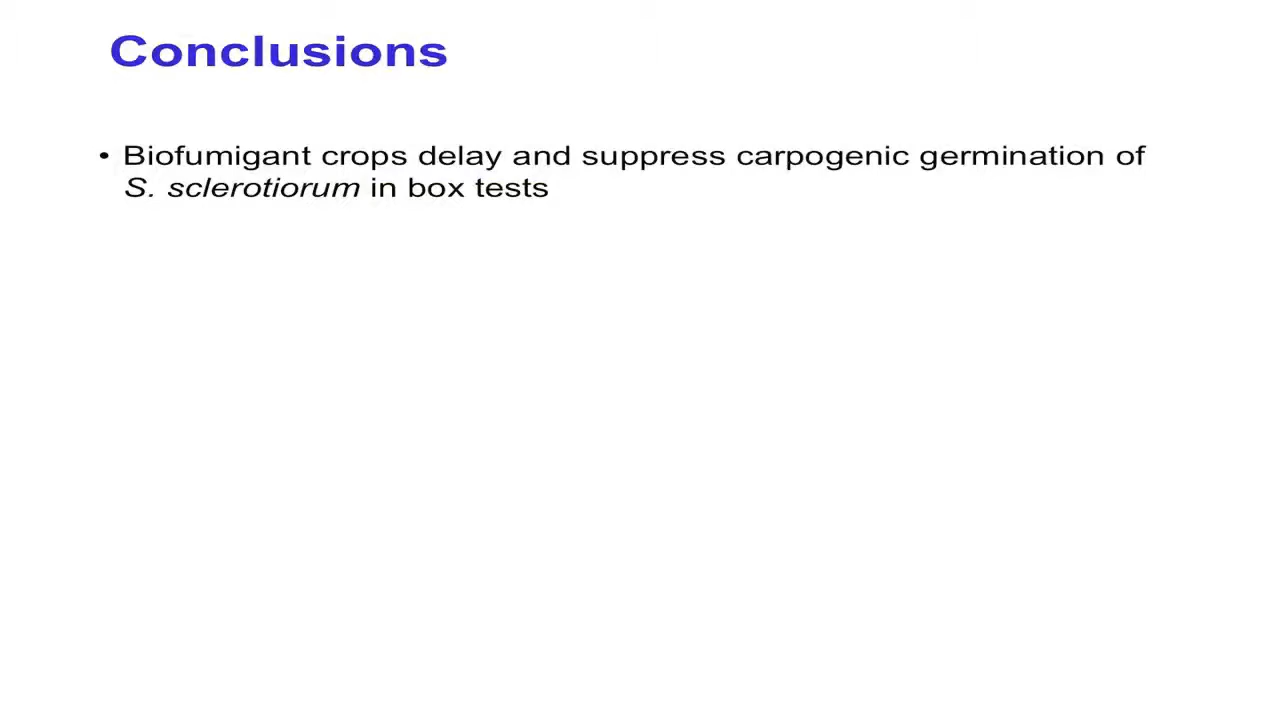 Conclusions
• Biofumigant crops delay and suppress carpogenic germination of
S. sclerotiorum in box tests